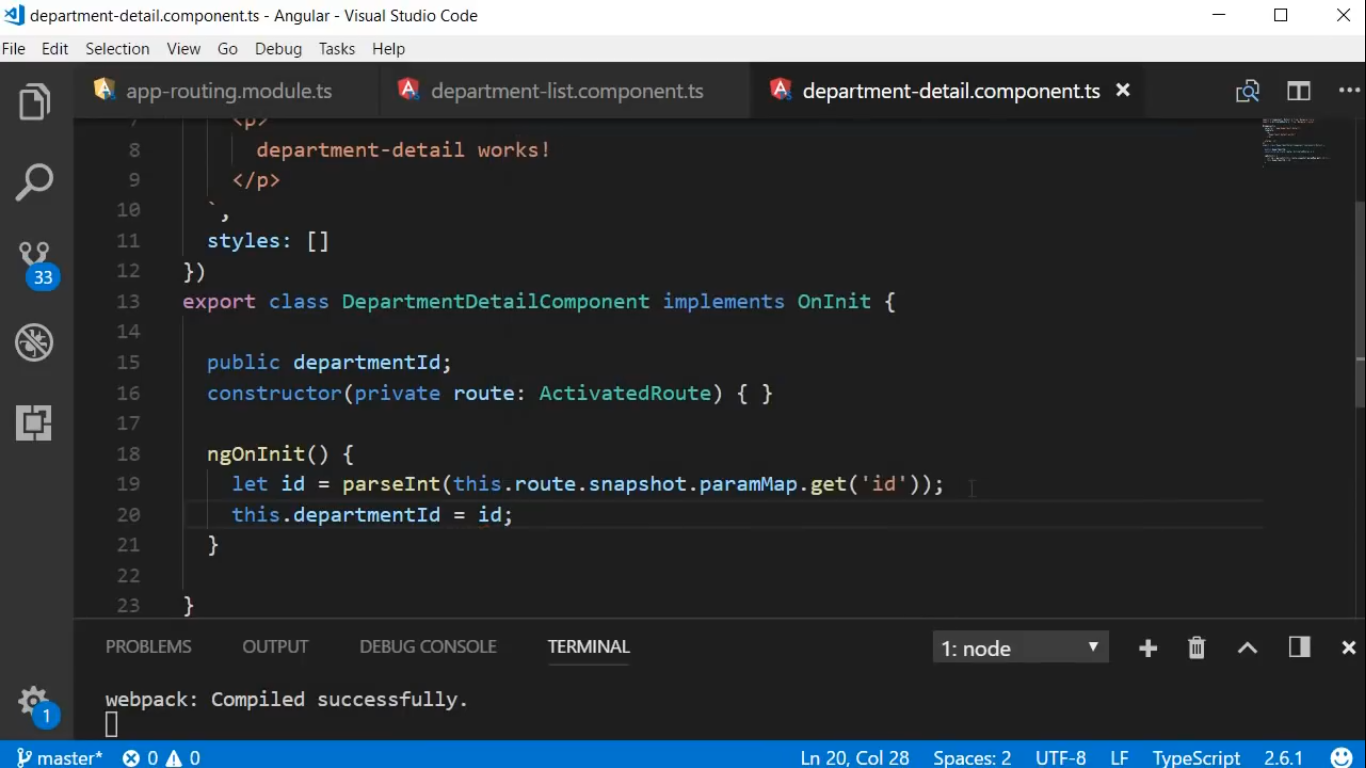 department-detail.component.ts - Angular - Visual Studio Code
File Edit Selection View Go Debug Tasks Help
app-routing.module.ts department-list.component.ts department-detail.component.ts
7 <p>
8 department-detail works!
9 </p>
10 `,
11 styles: []
12 })
13 export class DepartmentDetailComponent implements OnInit {
14
15 public departmentId;
16 constructor(private route: ActivatedRoute) { }
17
18 ngOnInit() {
19 let id = parseInt(this.route.snapshot.paramMap.get('id'));
20 this.departmentId = id;
21 }
22
23 }
33
1
PROBLEMS OUTPUT DEBUG CONSOLE TERMINAL 1: node
webpack: Compiled successfully.
master* 0 0 Ln 20, Col 28 Spaces: 2 UTF-8 LF TypeScript 2.6.1